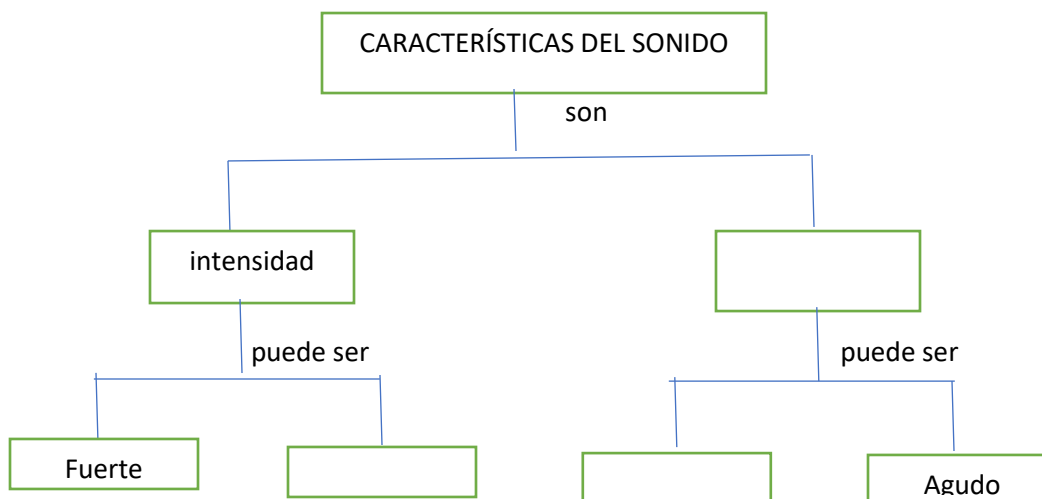 CARACTERÍSTICAS DEL SONIDO
son
intensidad
puede ser
puede ser
Fuerte
Agudo